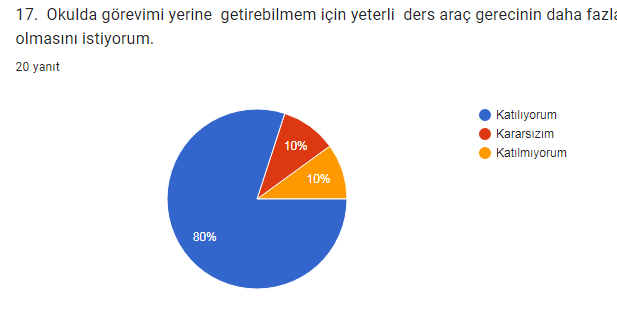 17. Okulda görevimi yerine getirebilmem için yeterli ders araç gerecinin daha fazla
olmasını istiyorum.
20 yanıt
Katılıyorum
Kararsızım
Katılmıyorum
10%
10%
80%